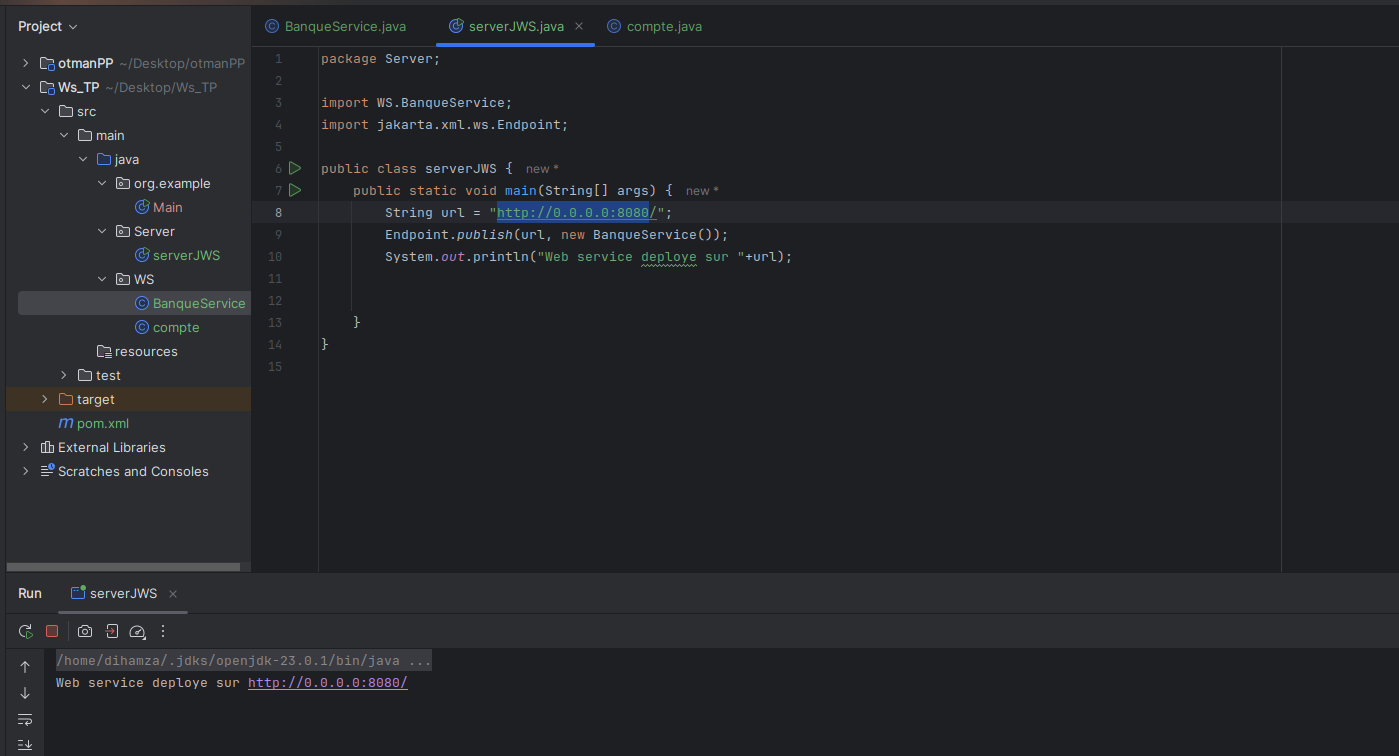 Project
otmanPP ~/Desktop/otmanPP
Ws_TP ~/Desktop/Ws_TP
src
main
java
org.example
Main
Server
serverJWS
WS
BanqueService
compte
resources
test
target
pom.xml
External Libraries
Scratches and Consoles
BanqueService.java serverJWS.java compte.java
1 package Server;
2
3 import WS.BanqueService;
4 import jakarta.xml.ws.Endpoint;
5
6 public class serverJWS { new *
7 public static void main(String[] args) { new *
8 String url = "http://0.0.0.0:8080/";
9 Endpoint.publish(url, new BanqueService());
10 System.out.println("Web service deploye sur "+url);
11
12
13 }
14 }
15
Run serverJWS
/home/dihamza/.jdks/openjdk-23.0.1/bin/java ...
Web service deploye sur http://0.0.0.0:8080/